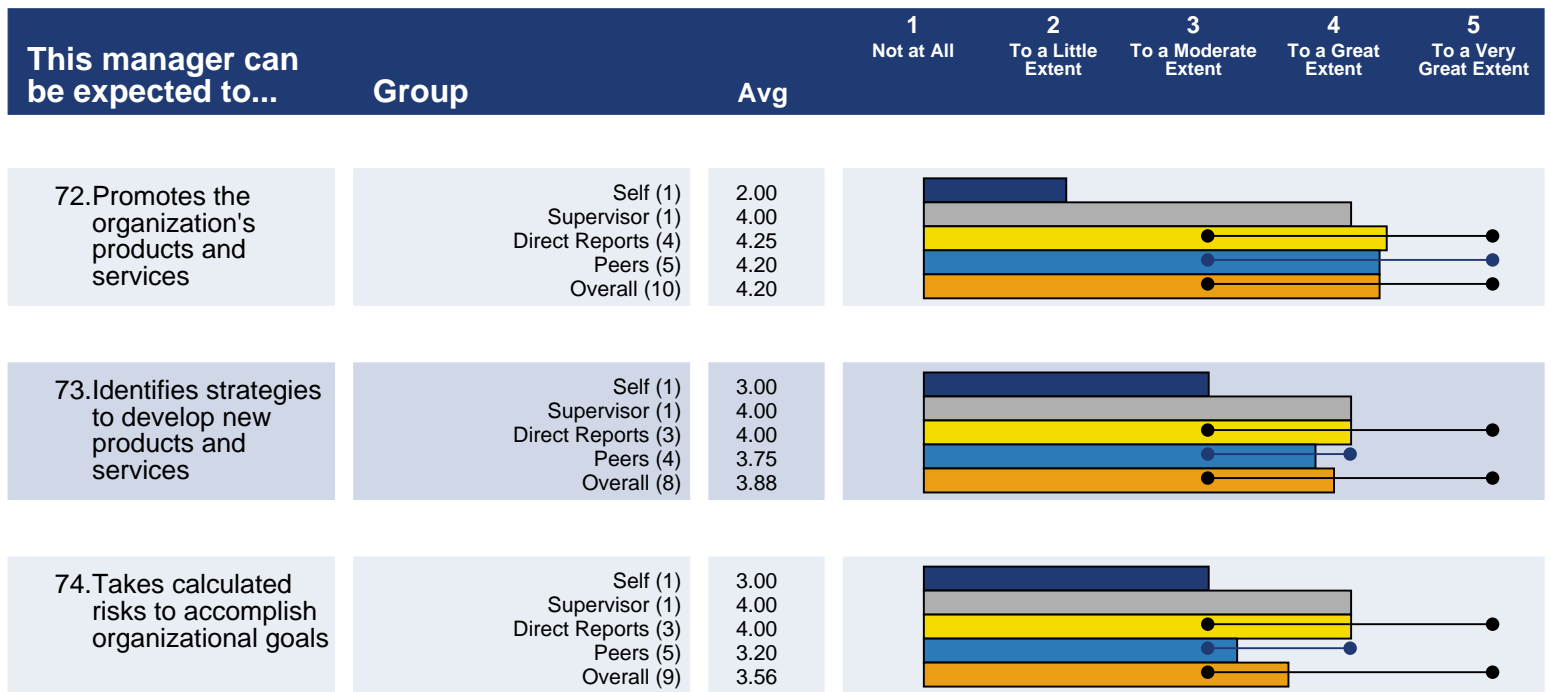 1 2 3 4 5
Not at All To a Little To a Moderate To a Great To a Very
Extent Extent Extent Great Extent
This manager can
be expected to... Group Avg
72.Promotes the
organization's
products and
services
Self (1) 2.00
Supervisor (1) 4.00
Direct Reports (4) 4.25
Peers (5) 4.20
Overall (10) 4.20
73.Identifies strategies
to develop new
products and
services
Self (1) 3.00
Supervisor (1) 4.00
Direct Reports (3) 4.00
Peers (4) 3.75
Overall (8) 3.88
74.Takes calculated
risks to accomplish
organizational goals
Self (1) 3.00
Supervisor (1) 4.00
Direct Reports (3) 4.00
Peers (5) 3.20
Overall (9) 3.56